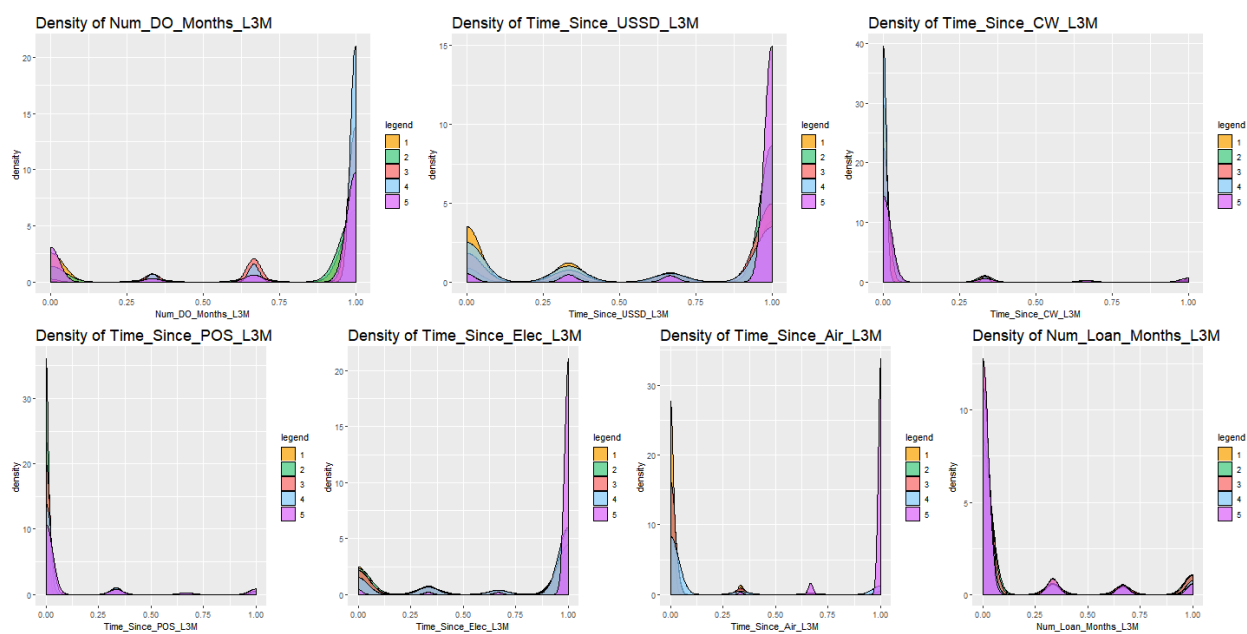 Density of Num_DO_Months_L3M
20
15
10
5
0
density
0.00 0.25 0.50 0.75 1.00
Num_DO_Months_L3M
legend
1
2
3
4
5
Density of Time_Since_USSD_L3M
15
10
5
0
density
0.00 0.25 0.50 0.75 1.00
Time_Since_USSD_L3M
legend
1
2
3
4
5
Density of Time_Since_CW_L3M
40
30
20
10
0
density
0.00 0.25 0.50 0.75 1.00
Time_Since_CW_L3M
legend
1
2
3
4
5
Density of Time_Since_POS_L3M
30
20
10
0
density
0.00 0.25 0.50 0.75 1.00
Time_Since_POS_L3M
legend
1
2
3
4
5
Density of Time_Since_Elec_L3M
20
15
10
5
0
density
0.00 0.25 0.50 0.75 1.00
Time_Since_Elec_L3M
legend
1
2
3
4
5
Density of Time_Since_Air_L3M
30
20
10
0
density
0.00 0.25 0.50 0.75 1.00
Time_Since_Air_L3M
legend
1
2
3
4
5
Density of Num_Loan_Months_L3M
10
5
0
density
0.00 0.25 0.50 0.75 1.00
Num_Loan_Months_L3M
legend
1
2
3
4
5